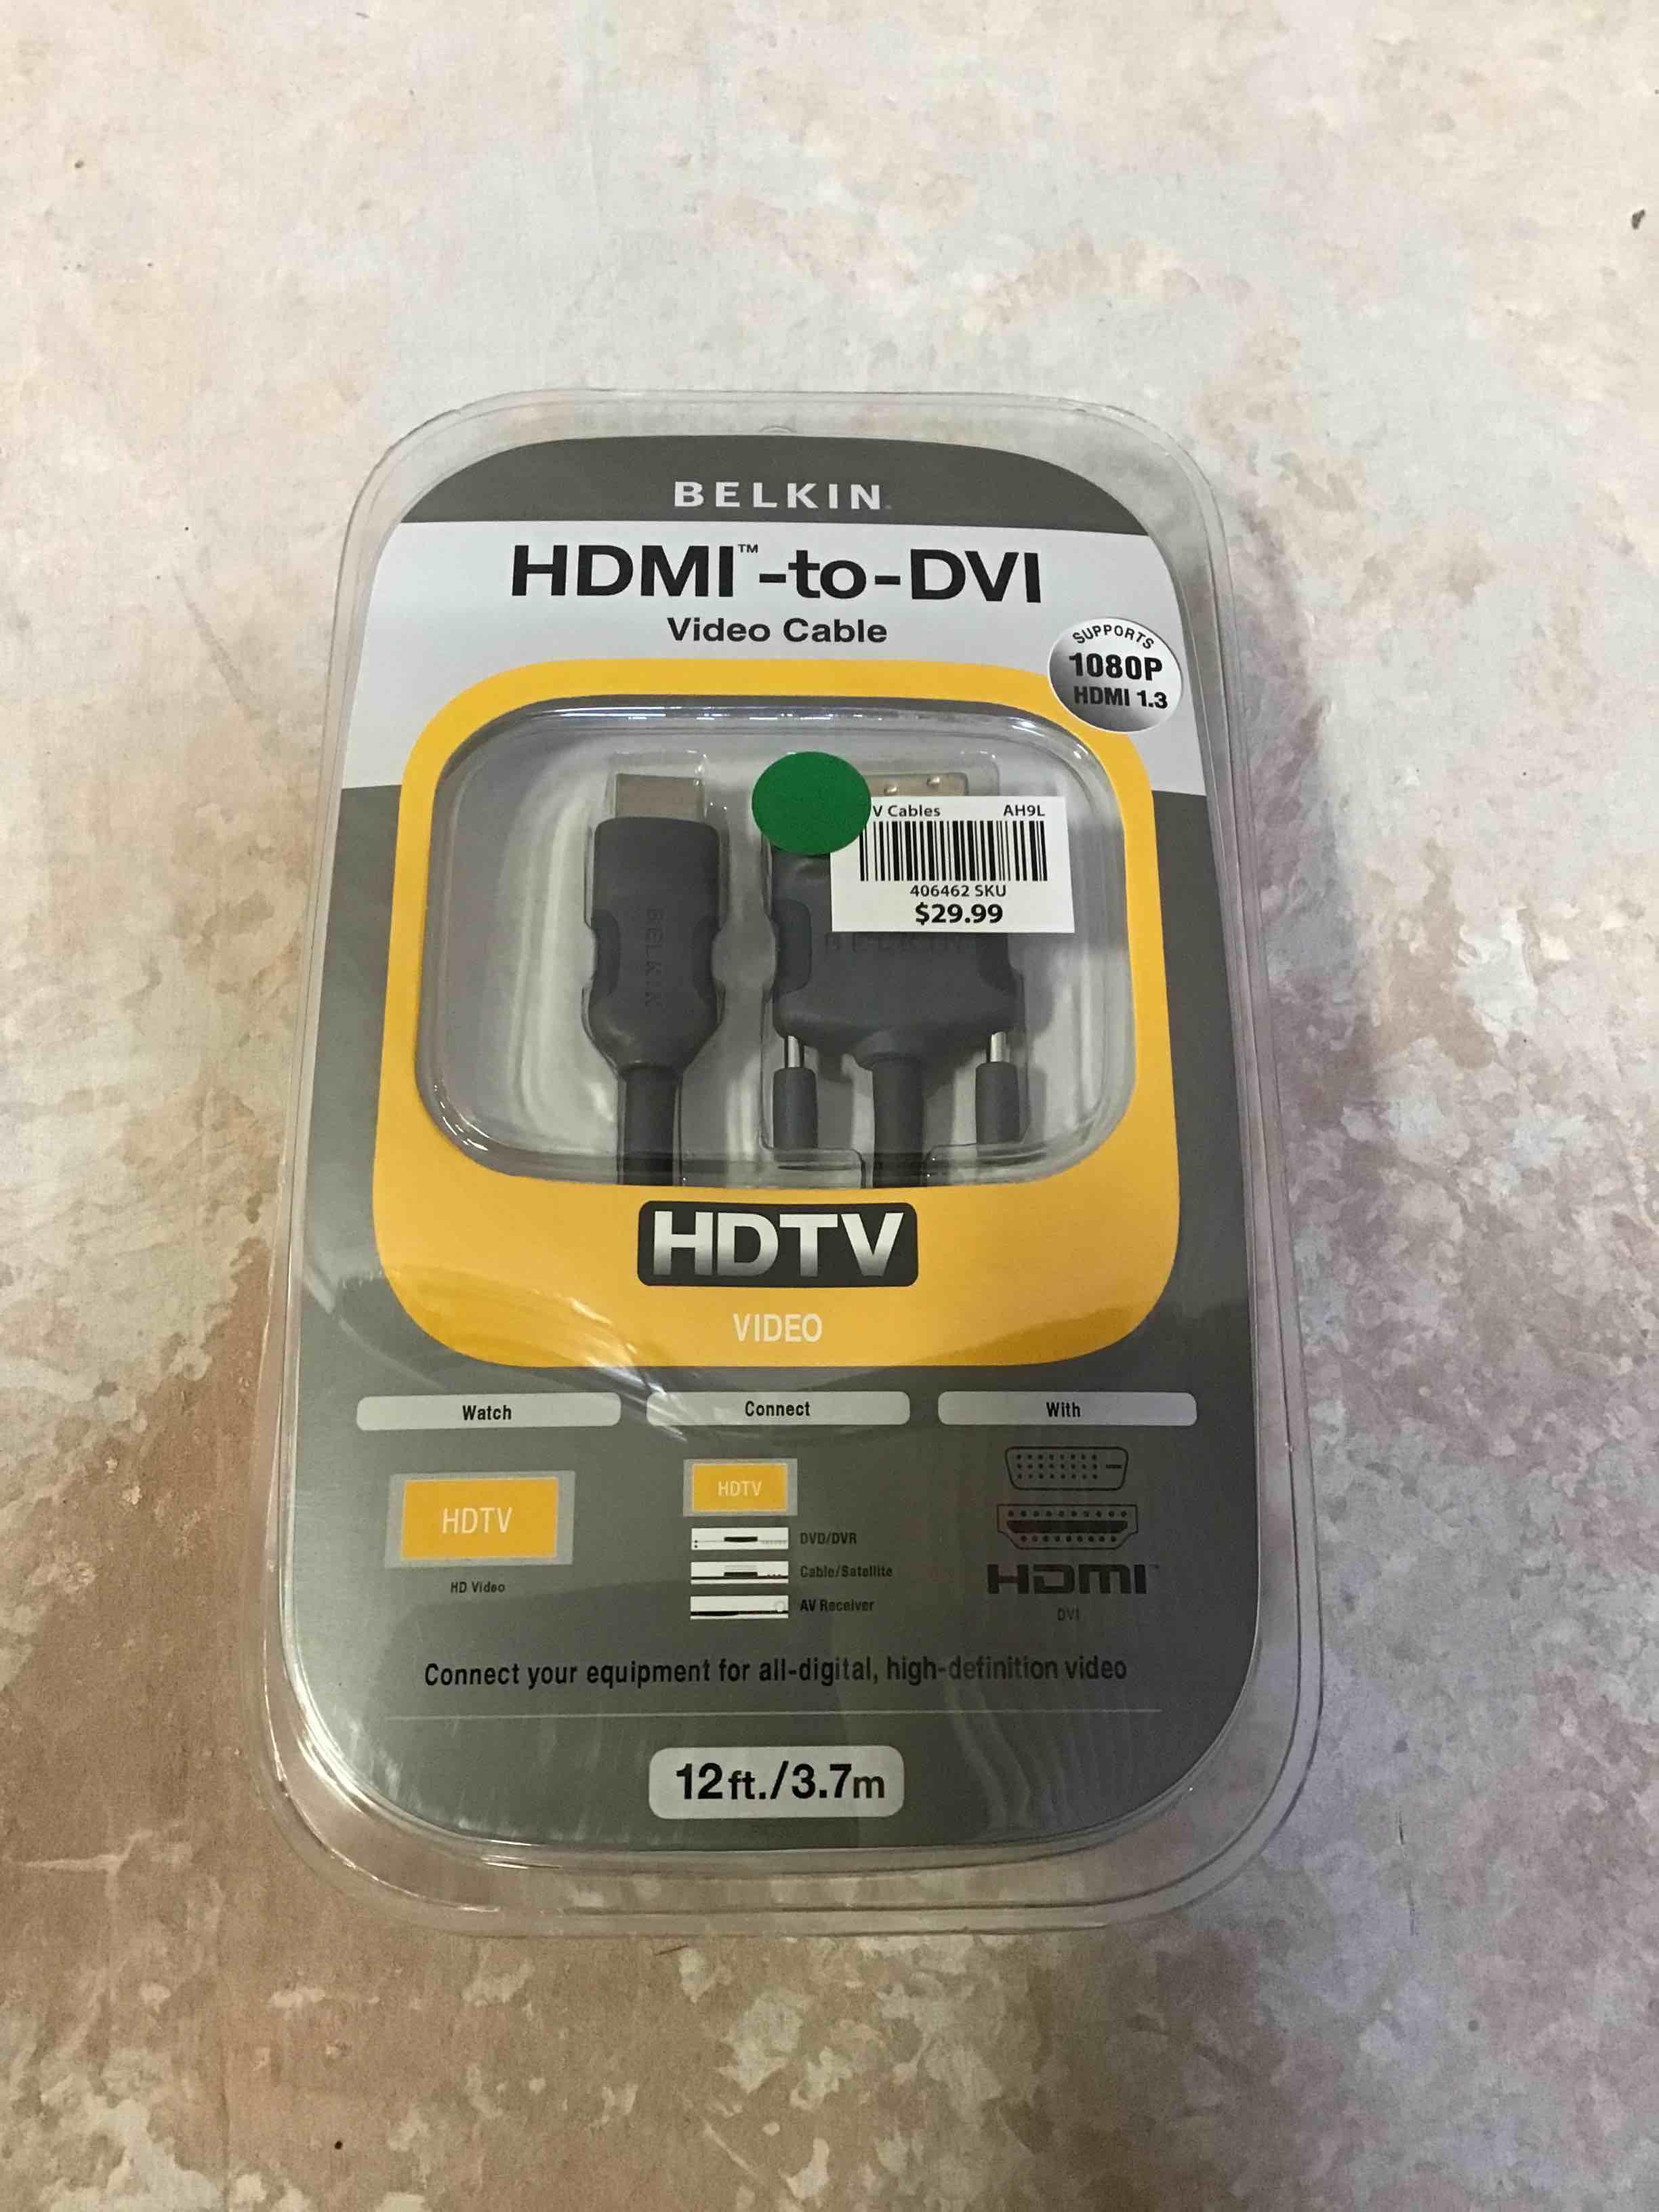 BELKIN
HDMI™-to-DVI
Video Cable
SUPPORTS
1080P
HDMI 1.3
V Cables AH9L
406462 SKU
$29.99
BELKIN
BELKIN
HDTV
VIDEO
Watch Connect With
HDTV
HD Video
HDTV
DVD/DVR
Cable/Satellite
AV Receiver
HDMI™
DVI
Connect your equipment for all-digital, high-definition video
12ft./3.7m